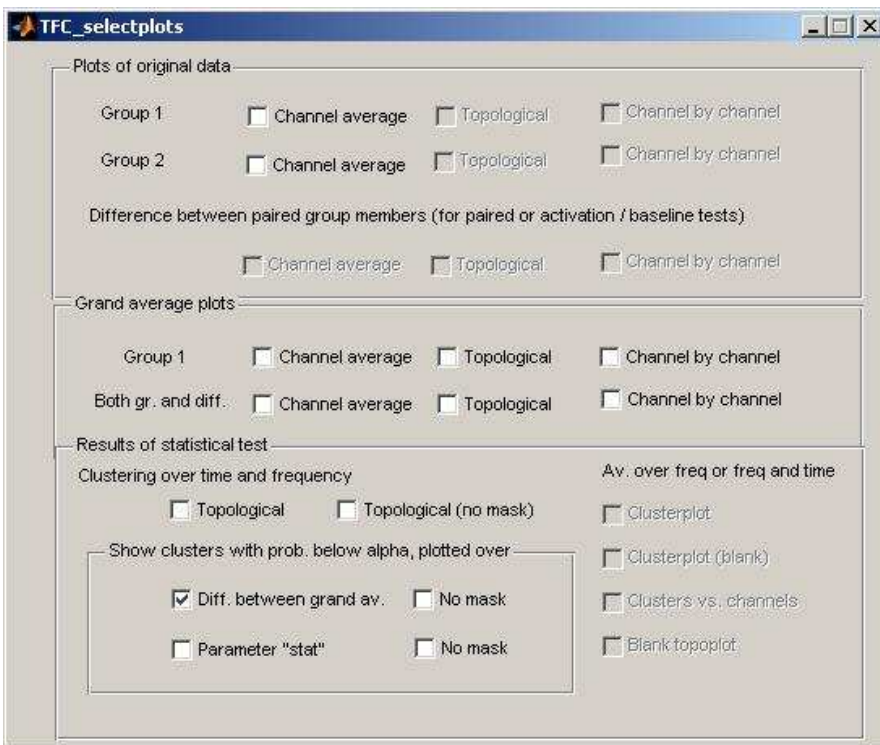 TFC_selectplots
Plots of original data
Group 1 Channel average Topological Channel by channel
Group 2 Channel average Topological Channel by channel
Difference between paired group members (for paired or activation / baseline tests)
Channel average Topological Channel by channel
Grand average plots
Group 1 Channel average Topological Channel by channel
Both gr. and diff. Channel average Topological Channel by channel
Results of statistical test
Clustering over time and frequency
Topological Topological (no mask)
Show clusters with prob. below alpha, plotted over
Diff. between grand av. No mask
Parameter "stat" No mask
Av. over freq or freq and time
Clusterplot
Clusterplot (blank)
Clusters vs. channels
Blank topoplot